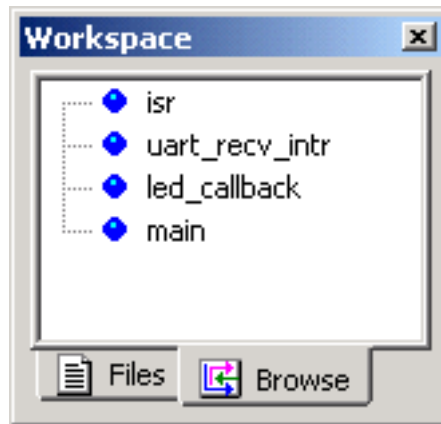 Workspace
isr
uart_recv_intr
led_callback
main
Files
Browse